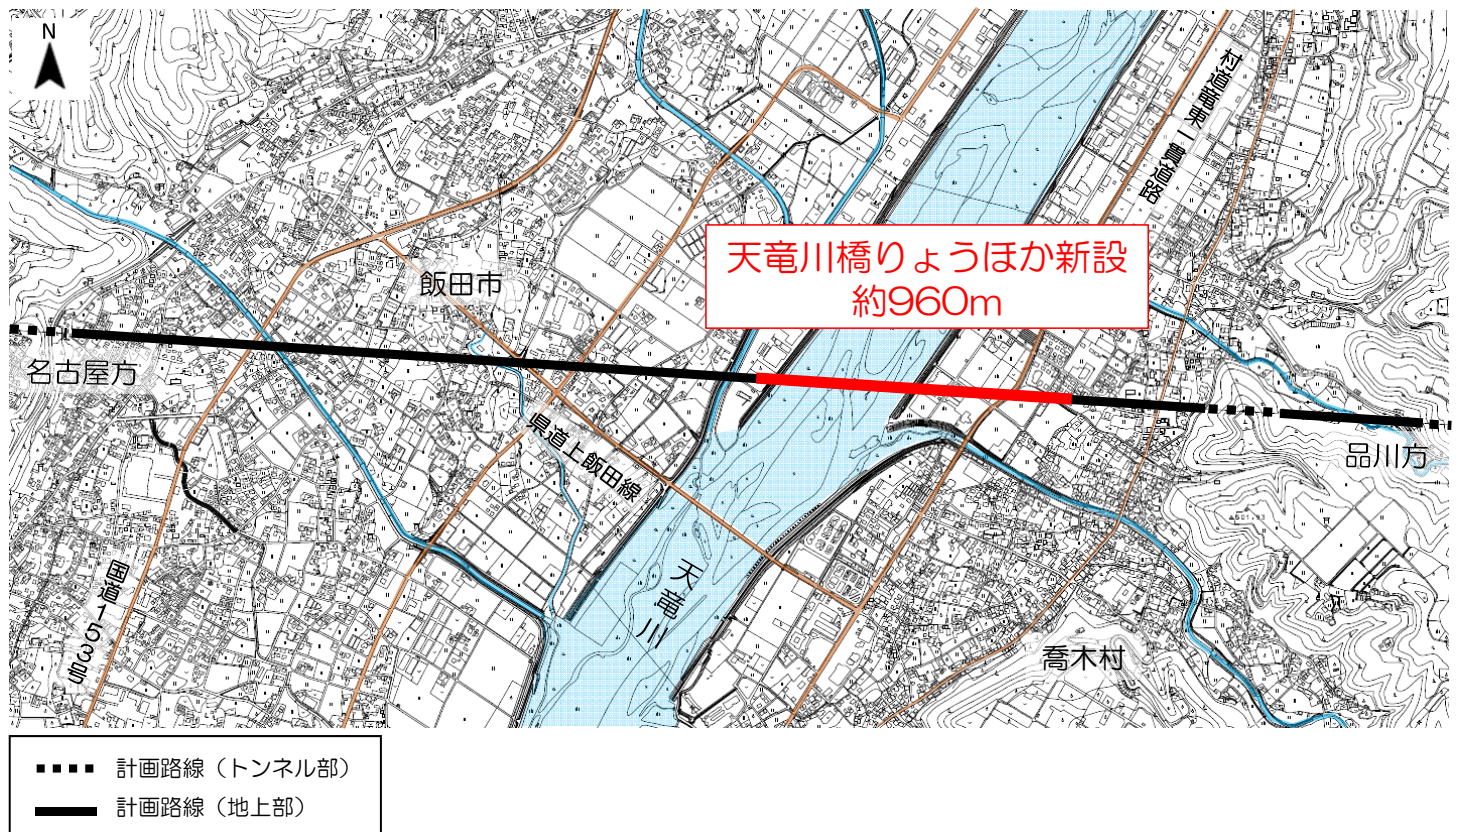 N
村道竜東一貫道路
天竜川橋りょうほか新設
約960m
飯田市
名古屋方
県道上飯田線
品川方
国道153号
天竜川
喬木村
計画路線（トンネル部）
計画路線（地上部）